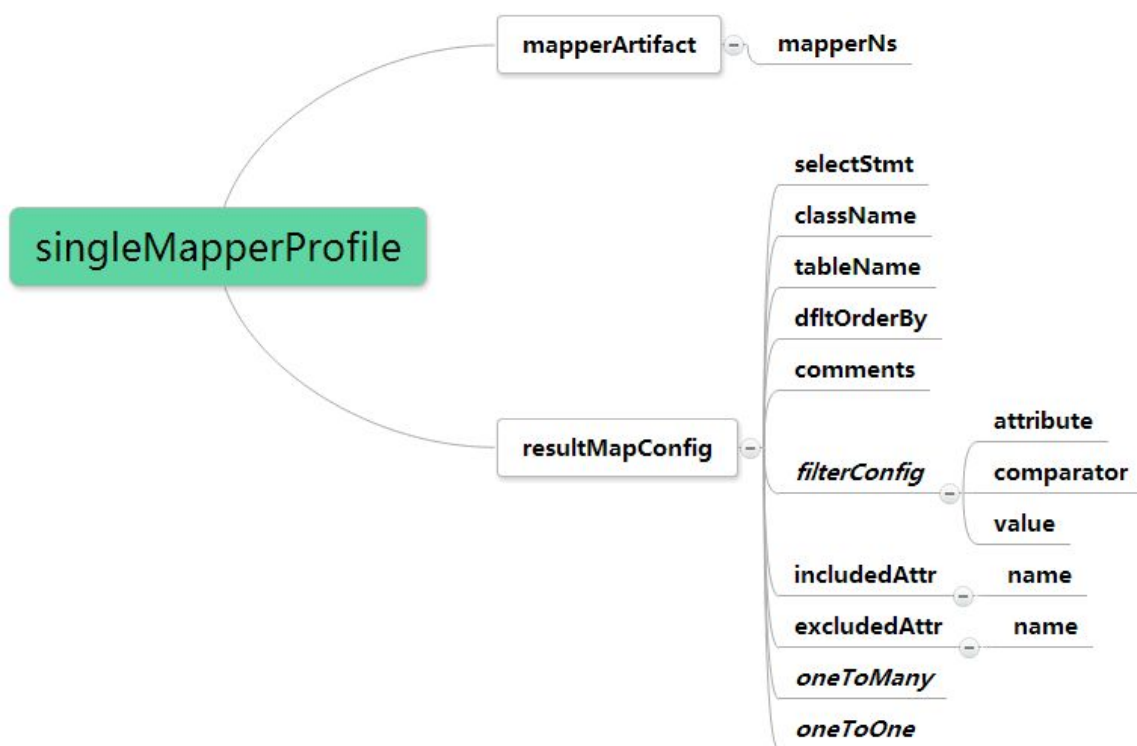 mapperArtifact
mapperNs
singleMapperProfile
resultMapConfig
selectStmt
className
tableName
dfltOrderBy
comments
filterConfig
attribute
comparator
value
includedAttr
name
excludedAttr
name
oneToMany
oneToOne